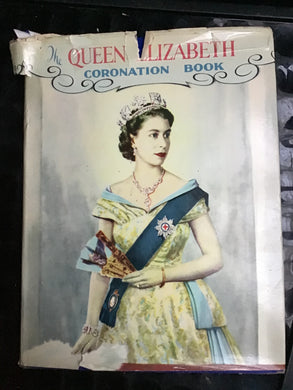 The QUEEN ELIZABETH
CORONATION BOOK